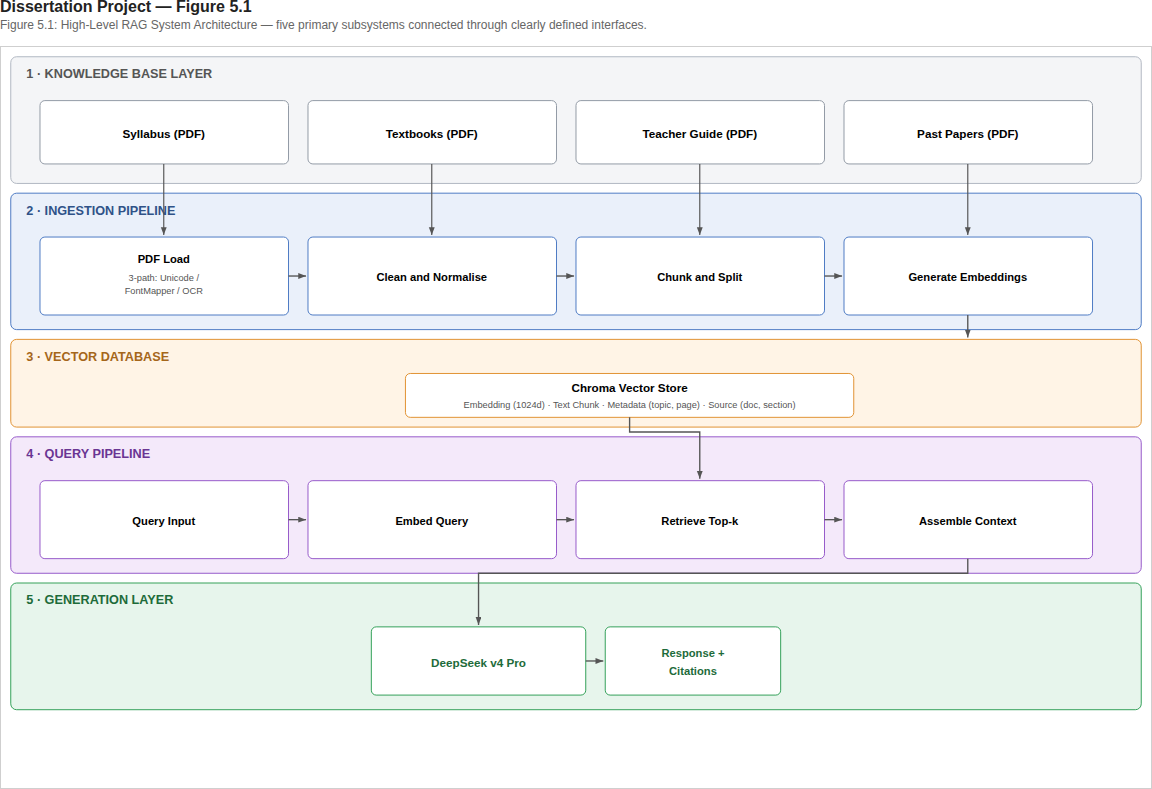 Dissertation Project — Figure 5.1
Figure 5.1: High-Level RAG System Architecture — five primary subsystems connected through clearly defined interfaces.
1 · KNOWLEDGE BASE LAYER
Syllabus (PDF)
Textbooks (PDF)
Teacher Guide (PDF)
Past Papers (PDF)
2 · INGESTION PIPELINE
PDF Load
3-path: Unicode /
FontMapper / OCR
Clean and Normalise
Chunk and Split
Generate Embeddings
3 · VECTOR DATABASE
Chroma Vector Store
Embedding (1024d) · Text Chunk · Metadata (topic, page) · Source (doc, section)
4 · QUERY PIPELINE
Query Input
Embed Query
Retrieve Top-k
Assemble Context
5 · GENERATION LAYER
DeepSeek v4 Pro
Response +
Citations